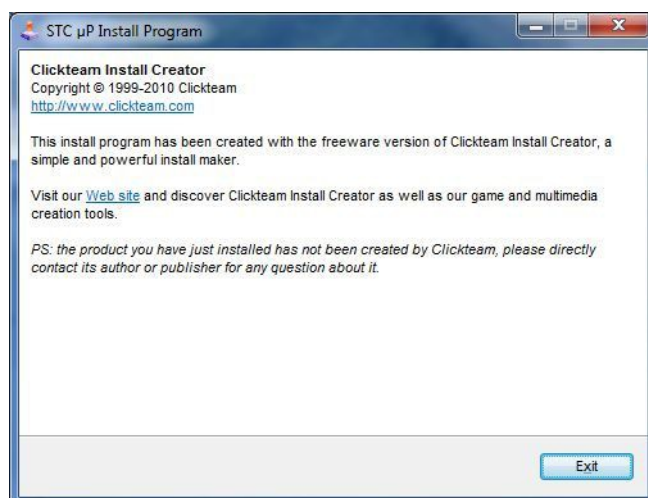 STC µP Install Program
Clickteam Install Creator
Copyright © 1999-2010 Clickteam
http://www.clickteam.com
This install program has been created with the freeware version of Clickteam Install Creator, a
simple and powerful install maker.
Visit our Web site and discover Clickteam Install Creator as well as our game and multimedia
creation tools.
PS: the product you have just installed has not been created by Clickteam, please directly
contact its author or publisher for any question about it.
Exit